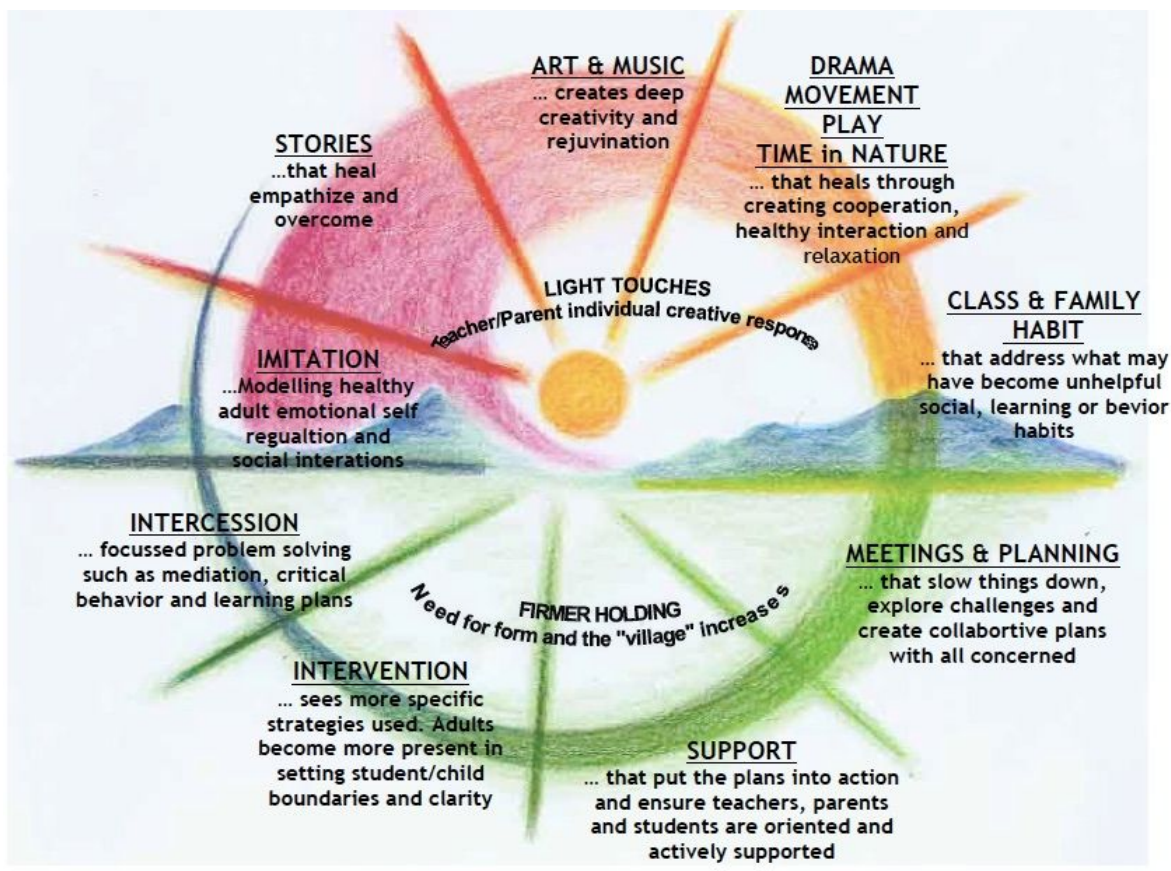 ART & MUSIC
... creates deep
creativity and
rejuvination
DRAMA
MOVEMENT
PLAY
TIME in NATURE
... that heals through
creating cooperation,
healthy interaction and
relaxation
STORIES
...that heal
empathize and
overcome
LIGHT TOUCHES
Teacher/Parent individual creative response
CLASS & FAMILY
HABIT
... that address what may
have become unhelpful
social, learning or bevior
habits
IMITATION
...Modelling healthy
adult emotional self
regualtion and
social interations
INTERCESSION
... focussed problem solving
such as mediation, critical
behavior and learning plans
MEETINGS & PLANNING
... that slow things down,
explore challenges and
create collabortive plans
with all concerned
FIRMER HOLDING
Need for form and the "village" increases
INTERVENTION
... sees more specific
strategies used. Adults
become more present in
setting student/child
boundaries and clarity
SUPPORT
... that put the plans into action
and ensure teachers, parents
and students are oriented and
actively supported